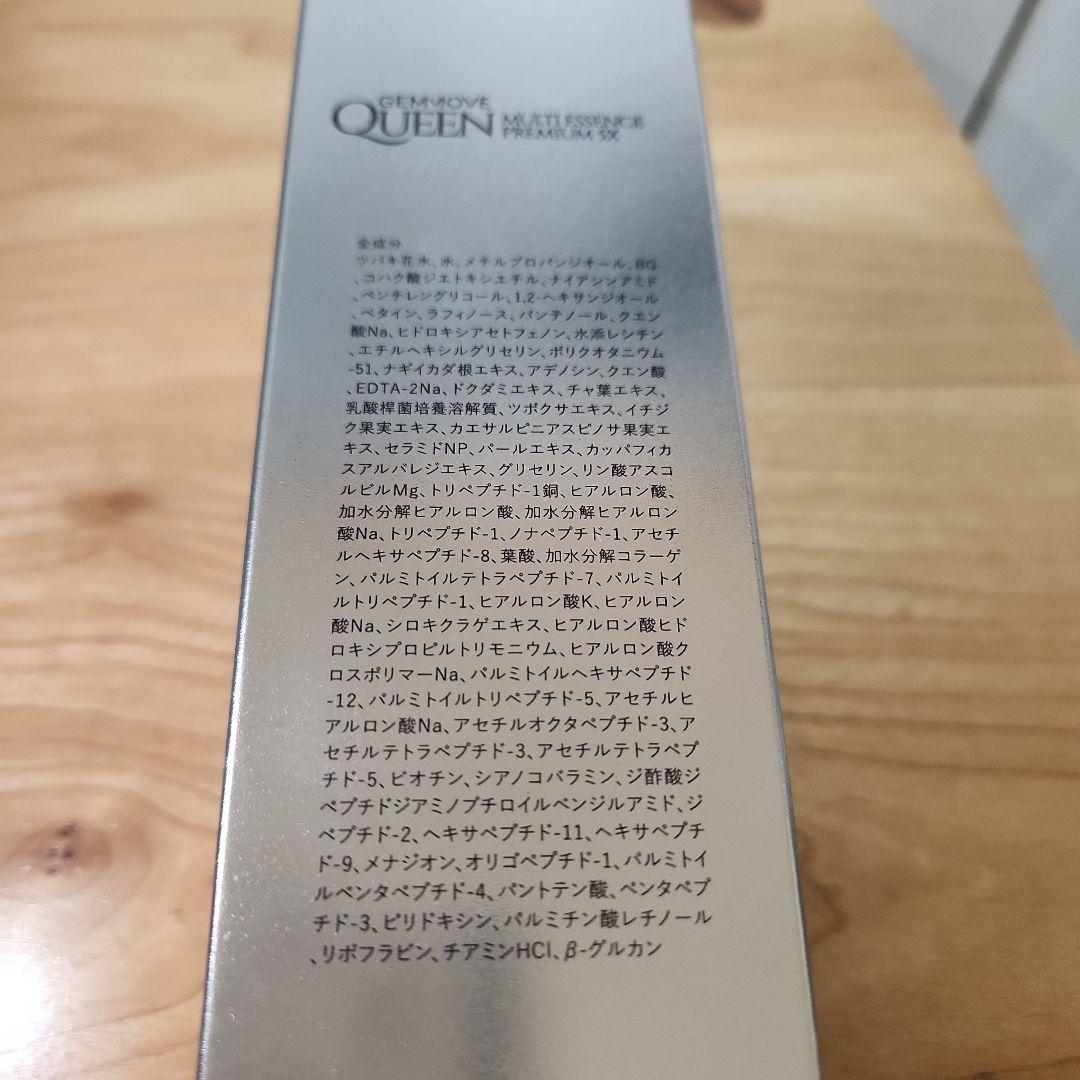 GEMMOVE
QUEEN MULTI ESSENCE
PREMIUM 5X
全成分
ツバキ花水、水、メチルプロパンジオール、BG
、コハク酸ジエトキシエチル、ナイアシンアミド
、ペンチレングリコール、1,2-ヘキサンジオール
、ベタイン、ラフィノース、パンテノール、クエン
酸Na、ヒドロキシアセトフェノン、水添レシチン
、エチルヘキシルグリセリン、ポリクオタニウム
-51、ナギイカダ根エキス、アデノシン、クエン酸
、EDTA-2Na、ドクダミエキス、チャ葉エキス、
乳酸桿菌培養溶解質、ツボクサエキス、イチジ
ク果実エキス、カエサルピニアスピノサ果実エ
キス、セラミドNP、パールエキス、カッパフィカ
スアルバレジエキス、グリセリン、リン酸アスコ
ルビルMg、トリペプチド-1銅、ヒアルロン酸、
加水分解ヒアルロン酸、加水分解ヒアルロン
酸Na、トリペプチド-1、ノナペプチド-1、アセチ
ルヘキサペプチド-8、葉酸、加水分解コラーゲ
ン、パルミトイルテトラペプチド-7、パルミトイ
ルトリペプチド-1、ヒアルロン酸K、ヒアルロン
酸Na、シロキクラゲエキス、ヒアルロン酸ヒド
ロキシプロピルトリモニウム、ヒアルロン酸ク
ロスポリマーNa、パルミトイルヘキサペプチド
-12、パルミトイルトリペプチド-5、アセチルヒ
アルロン酸Na、アセチルオクタペプチド-3、ア
セチルテトラペプチド-3、アセチルテトラペプ
チド-5、ビオチン、シアノコバラミン、ジ酢酸ジ
ペプチドジアミノブチロイルベンジルアミド、ジ
ペプチド-2、ヘキサペプチド-11、ヘキサペプチ
ド-9、メナジオン、オリゴペプチド-1、パルミトイ
ルペンタペプチド-4、パントテン酸、ペンタペプ
チド-3、ピリドキシン、パルミチン酸レチノール
、リボフラビン、チアミンHCl、β-グルカン